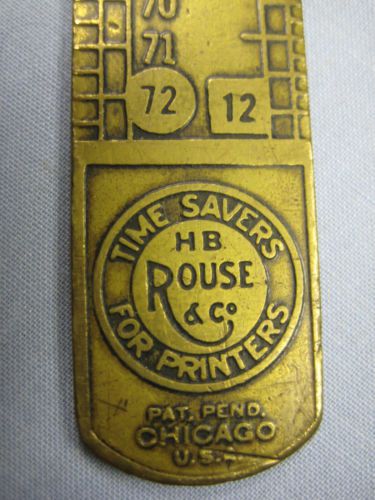 70
71
72 12
TIME SAVERS
H B
ROUSE
& Co
FOR PRINTERS
PAT. PEND.
CHICAGO
U.S.A.